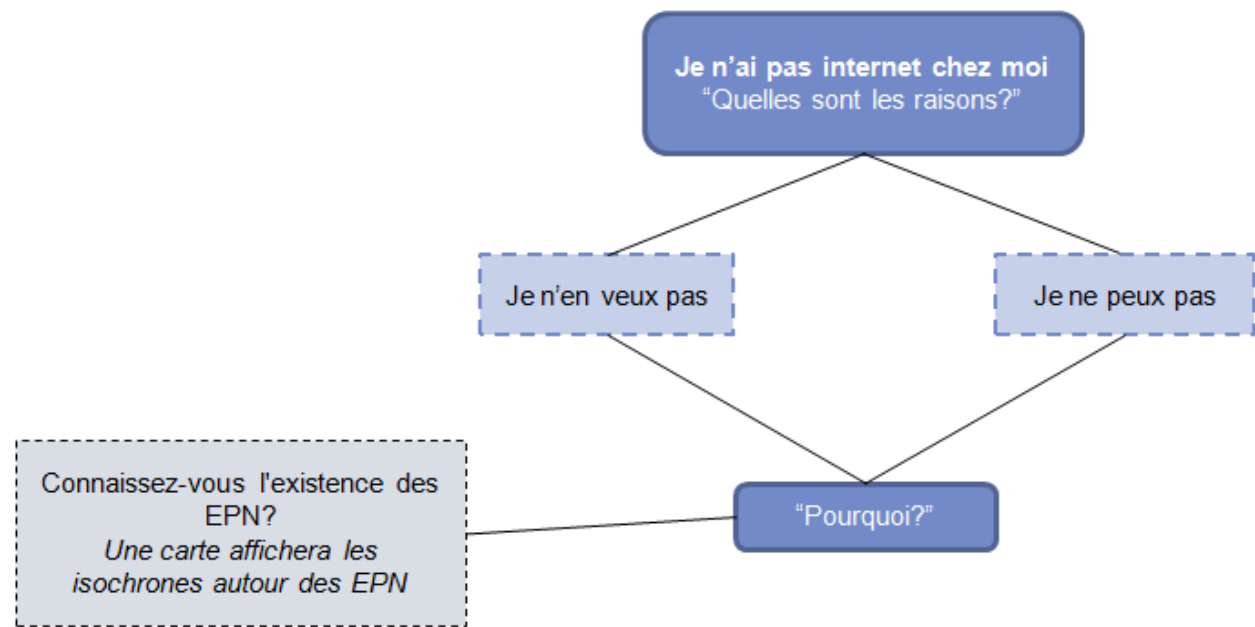 Je n’ai pas internet chez moi
“Quelles sont les raisons?”
Je n’en veux pas
Je ne peux pas
“Pourquoi?”
Connaissez-vous l'existence des
EPN?
Une carte affichera les
isochrones autour des EPN